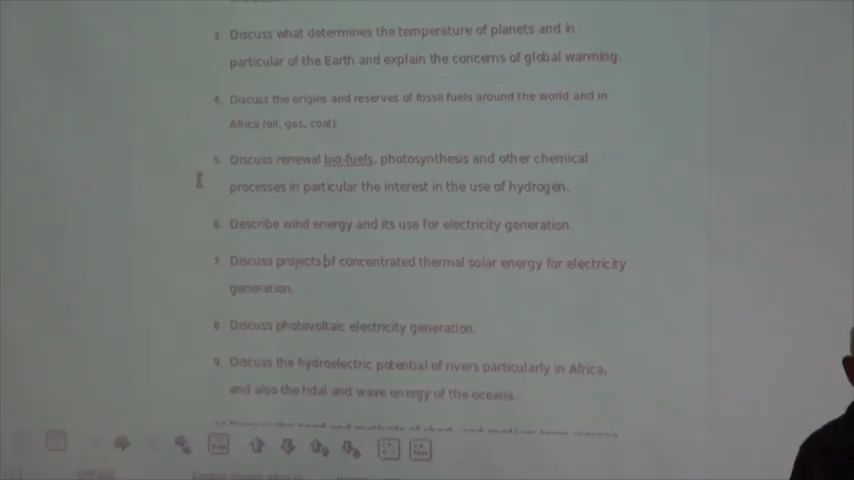 3 Discuss what determines the temperature of planets and in
particular of the Earth and explain the concerns of global warming.
4. Discuss the origins and reserves of fossil fuels around the world and in
Africa (oil, gas, coal)
5. Discuss renewal bio-fuels, photosynthesis and other chemical
processes in particular the interest in the use of hydrogen.
6. Describe wind energy and its use for electricity generation.
7. Discuss projects of concentrated thermal solar energy for electricity
generation.
8 Discuss photovoltaic electricity generation.
9 Discuss the hydroelectric potential of rivers particularly in Africa,
and also the tidal and wave energy of the oceans.